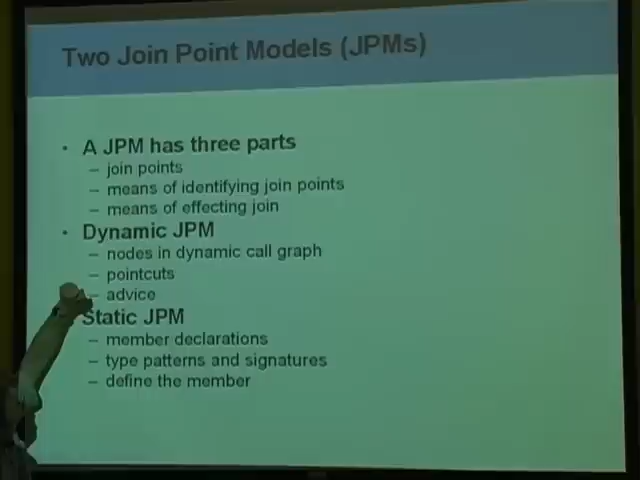 Two Join Point Models (JPMs)
• A JPM has three parts
– join points
– means of identifying join points
– means of effecting join
• Dynamic JPM
– nodes in dynamic call graph
– pointcuts
– advice
Static JPM
– member declarations
– type patterns and signatures
– define the member